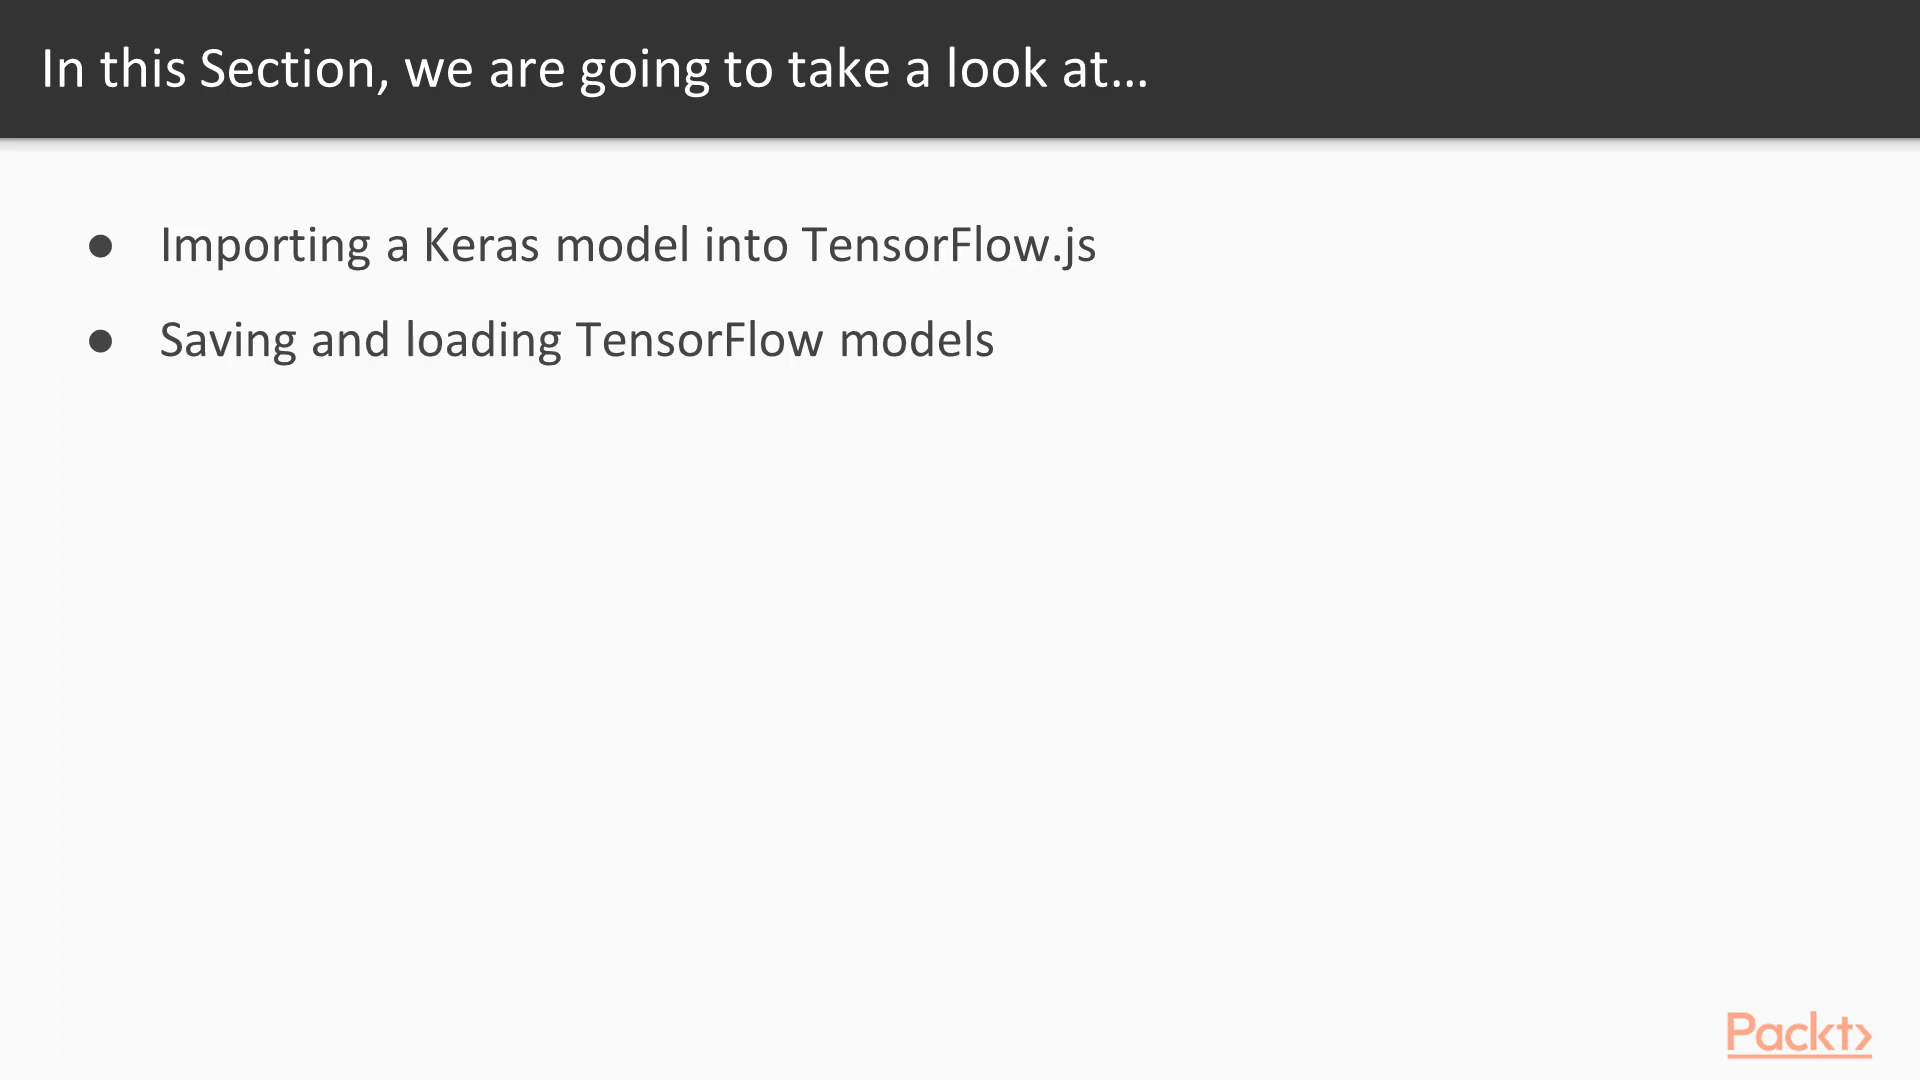 In this Section, we are going to take a look at...
● Importing a Keras model into TensorFlow.js
● Saving and loading TensorFlow models
Packt>